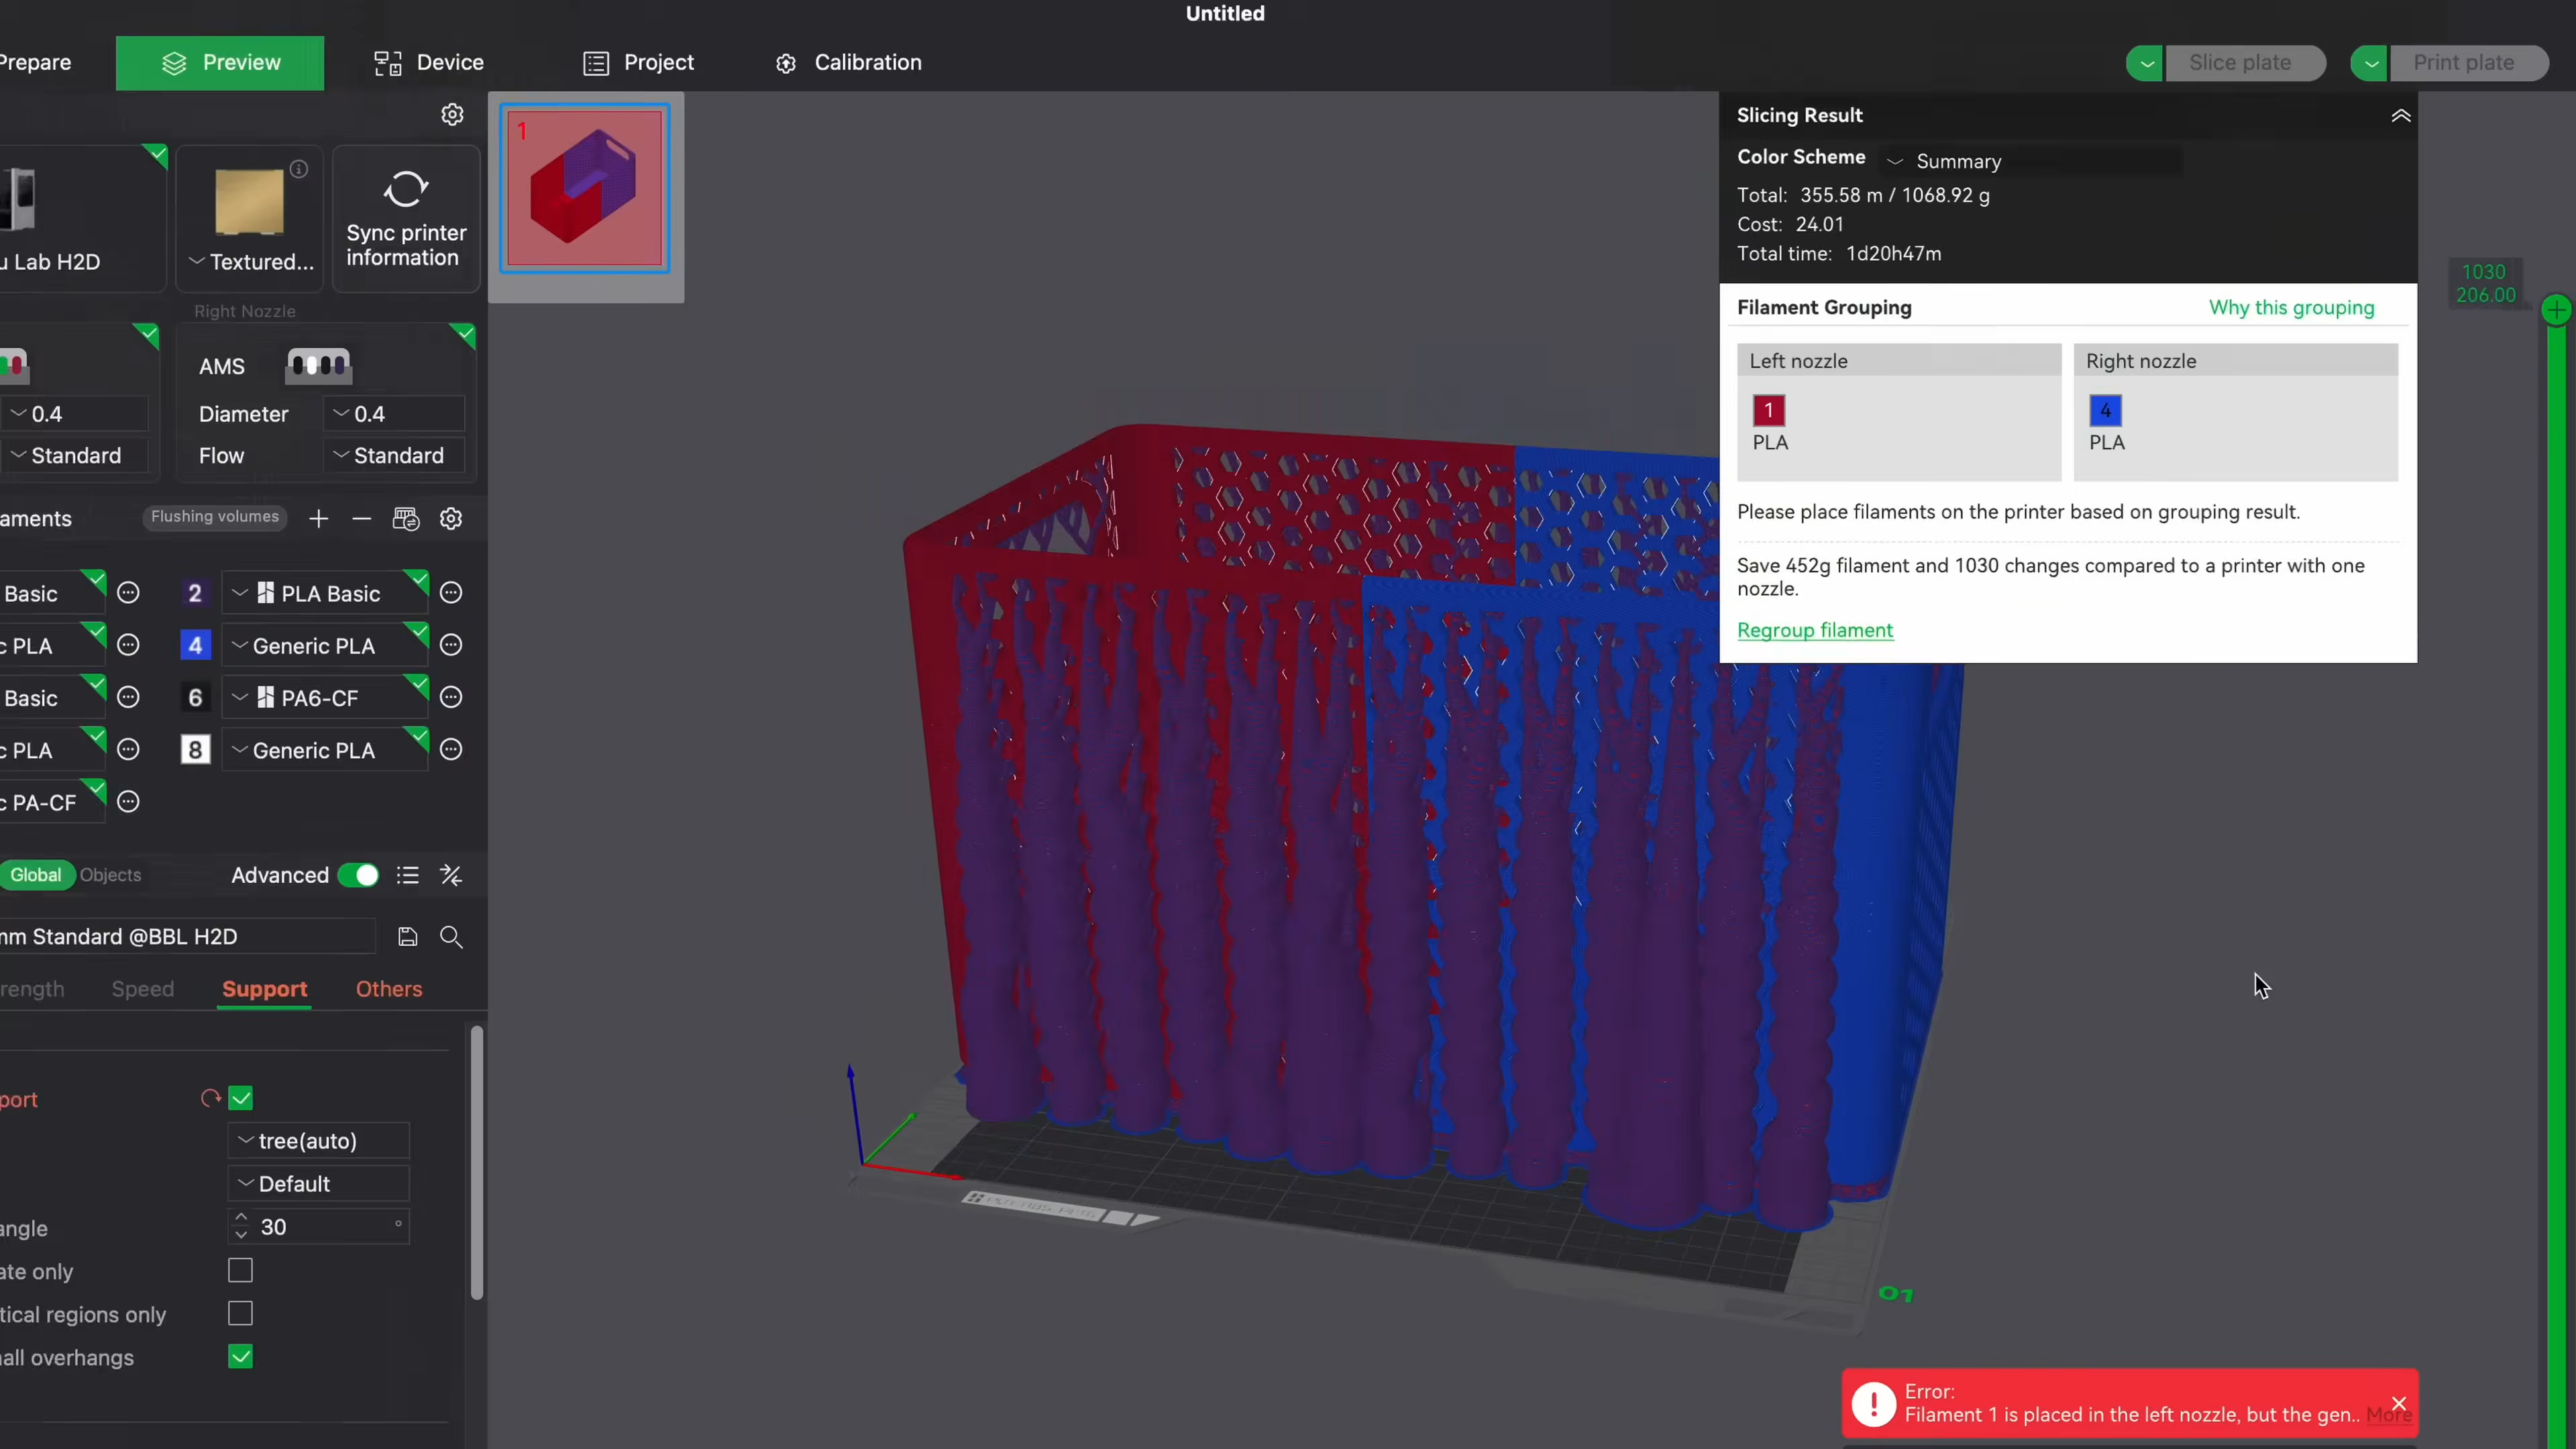 Untitled
Prepare
Preview
Device
Project
Calibration
Slice plate
Print plate
u Lab H2D
Textured...
Sync printer
information
Right Nozzle
AMS
0.4
Diameter
0.4
Standard
Flow
Standard
aments
Flushing volumes
Basic
2
PLA Basic
c PLA
4
Generic PLA
Basic
6
PA6-CF
c PLA
8
Generic PLA
c PA-CF
Global
Objects
Advanced
mm Standard @BBL H2D
rength
Speed
Support
Others
port
tree(auto)
Default
angle
30
°
ate only
tical regions only
all overhangs
1
Slicing Result
Color Scheme
Summary
Total: 355.58 m / 1068.92 g
Cost: 24.01
Total time: 1d20h47m
Filament Grouping
Why this grouping
Left nozzle
Right nozzle
1
4
PLA
PLA
Please place filaments on the printer based on grouping result.
Save 452g filament and 1030 changes compared to a printer with one
nozzle.
Regroup filament
1030
206.00
01
Error:
Filament 1 is placed in the left nozzle, but the gen.. More